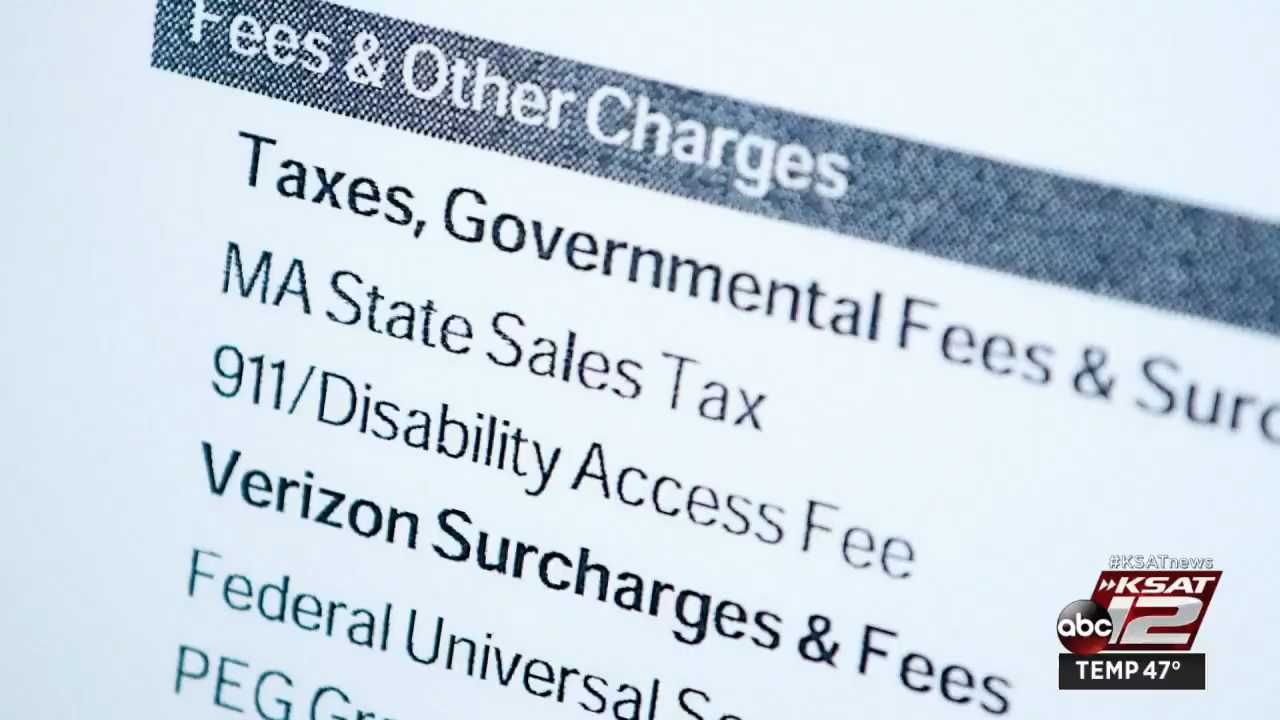 Fees & Other Charges
Taxes, Governmental Fees &
MA State Sales Tax
911/Disability Access Fee
Verizon Surcharges & Fees
Federal Universal
PEG
#KSATnews
KSAT
abc 12
TEMP 47°